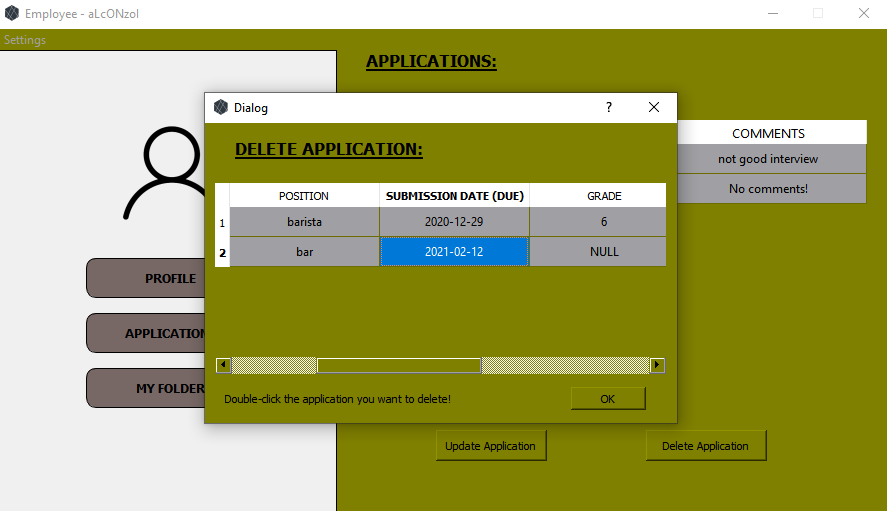 Employee - aLcONzol
Settings
APPLICATIONS:
Dialog
?
DELETE APPLICATION:
COMMENTS
not good interview
No comments!
POSITION SUBMISSION DATE (DUE) GRADE
1 barista 2020-12-29 6
2 bar 2021-02-12 NULL
PROFILE
APPLICATION
MY FOLDER
Double-click the application you want to delete!
OK
Update Application
Delete Application